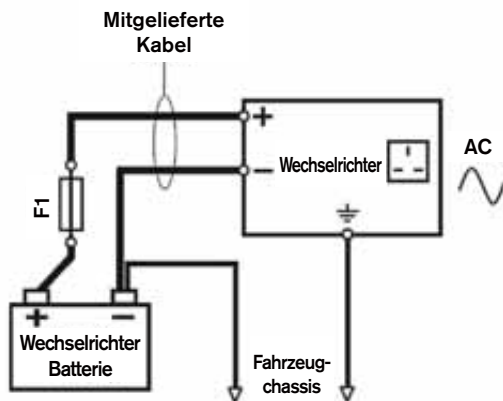 Mitgelieferte
Kabel
+
AC
– Wechselrichter
F1
+ –
Wechselrichter
Batterie
Fahrzeug-
chassis